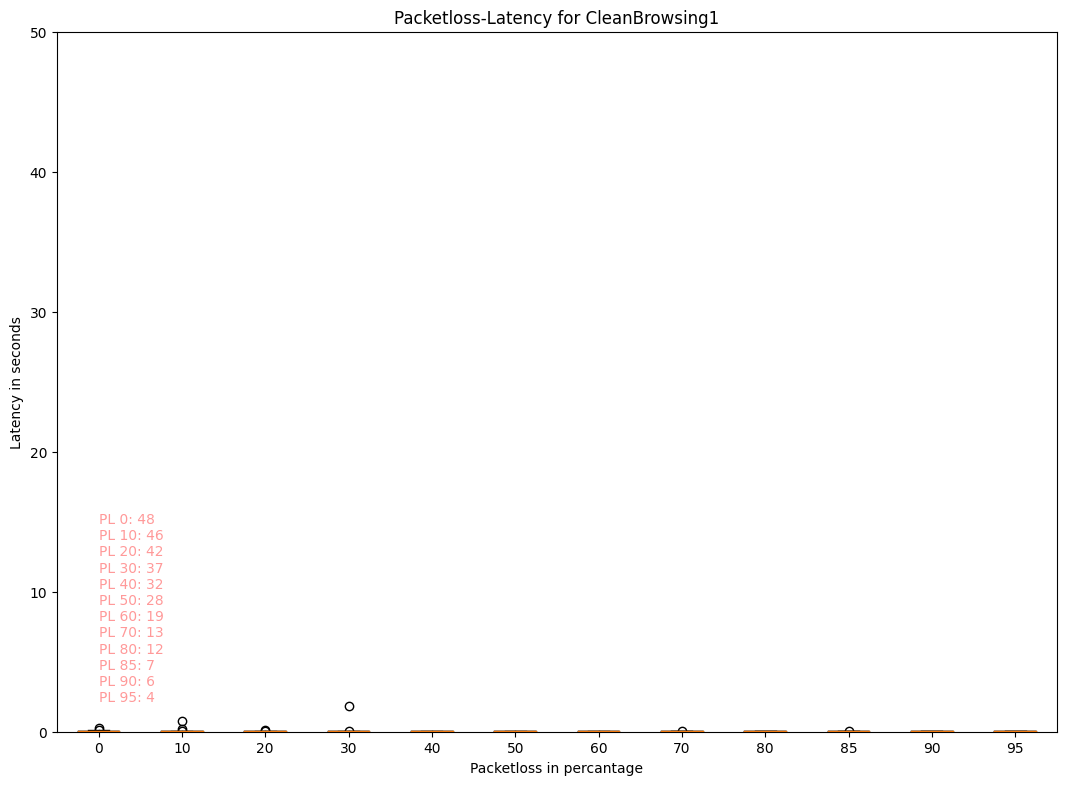 Packetloss-Latency for CleanBrowsing1
50
40
30
20
10
0
Latency in seconds
PL 0: 48
PL 10: 46
PL 20: 42
PL 30: 37
PL 40: 32
PL 50: 28
PL 60: 19
PL 70: 13
PL 80: 12
PL 85: 7
PL 90: 6
PL 95: 4
0 10 20 30 40 50 60 70 80 85 90 95
Packetloss in percantage